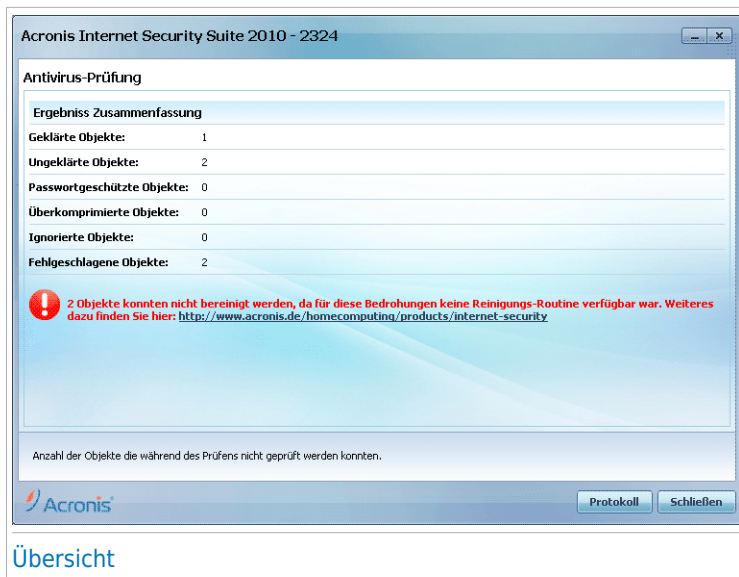 Acronis Internet Security Suite 2010 - 2324
Antivirus-Prüfung
Ergebniss Zusammenfassung
Geklärte Objekte: 1
Ungeklärte Objekte: 2
Passwortgeschützte Objekte: 0
Überkomprimierte Objekte: 0
Ignorierte Objekte: 0
Fehlgeschlagene Objekte: 2
2 Objekte konnten nicht bereinigt werden, da für diese Bedrohungen keine Reinigungs-Routine verfügbar war. Weiteres
dazu finden Sie hier: http://www.acronis.de/homecomputing/products/internet-security
Anzahl der Objekte die während des Prüfens nicht geprüft werden konnten.
Acronis
Protokoll Schließen
Übersicht